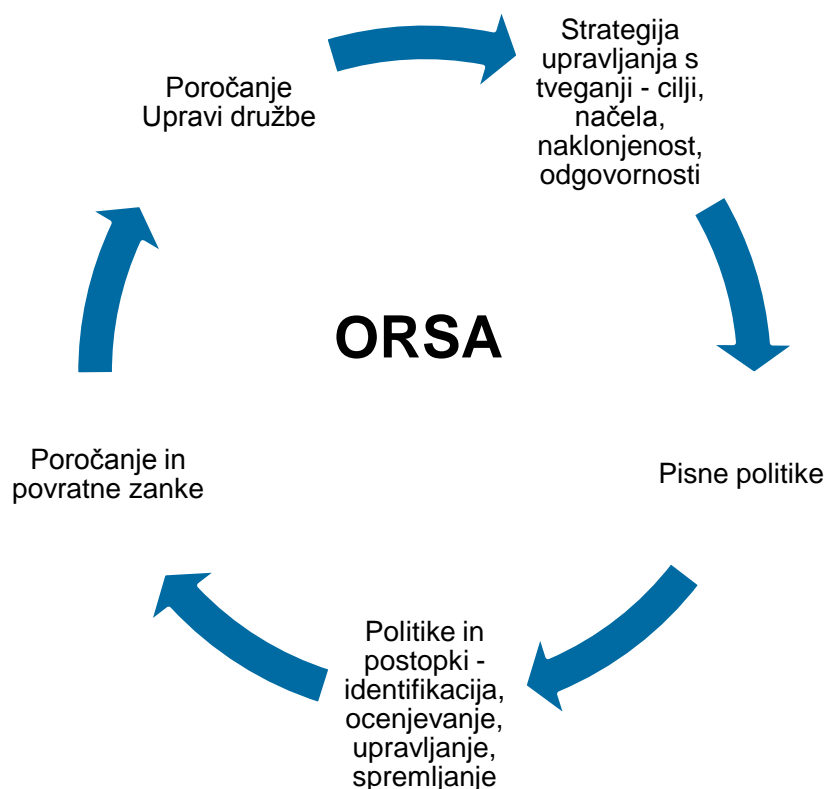 Strategija
upravljanja s
tveganji - cilji,
načela,
naklonjenost,
odgovornosti
Poročanje
Upravi družbe
ORSA
Pisne politike
Poročanje in
povratne zanke
Politike in
postopki -
identifikacija,
ocenjevanje,
upravljanje,
spremljanje